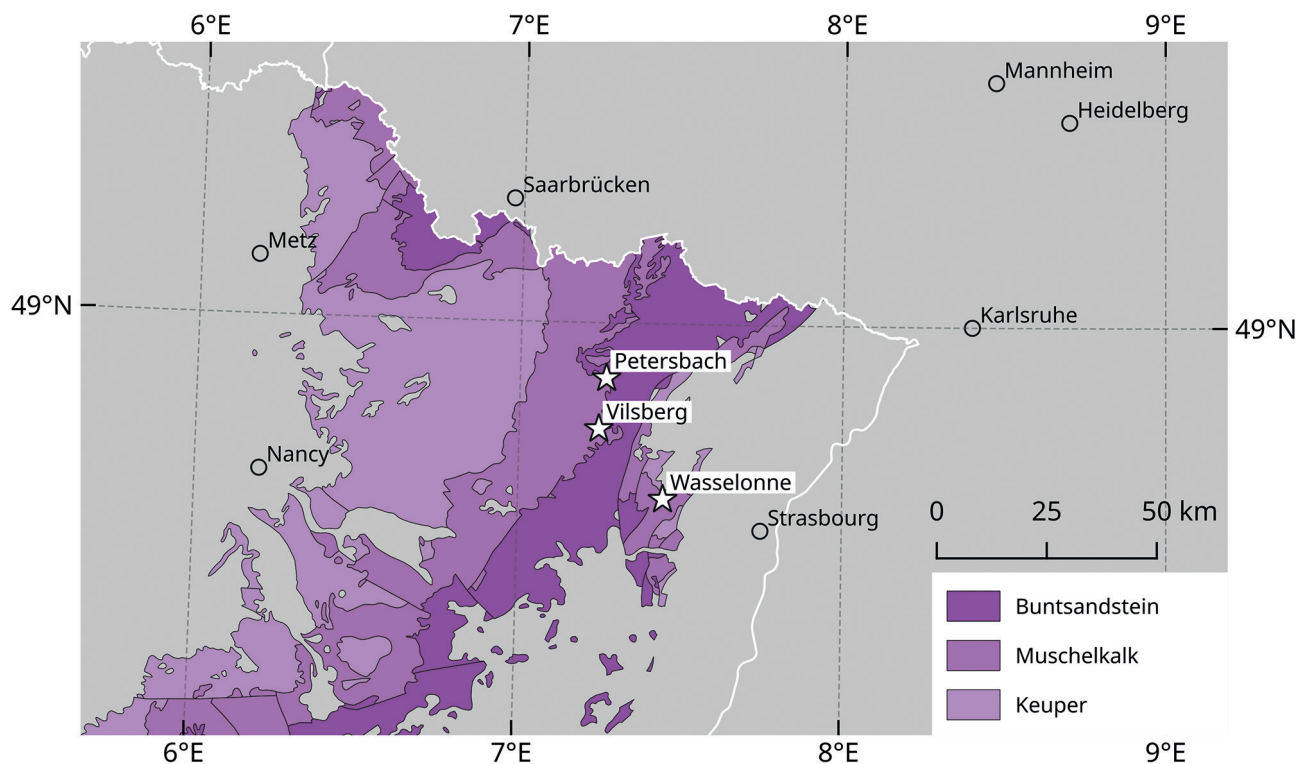 6°E 7°E 8°E 9°E
Mannheim
Heidelberg
Saarbrücken
Metz
49°N
Karlsruhe
49°N
Petersbach
Vilsberg
Nancy
Wasselonne
Strasbourg
0 25 50 km
Buntsandstein
Muschelkalk
Keuper
6°E 7°E 8°E 9°E